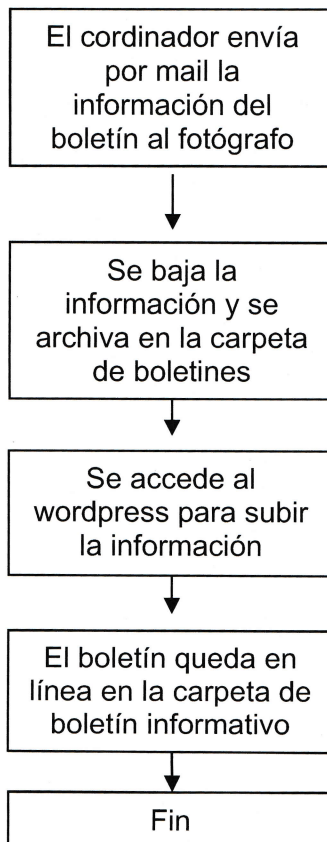 El cordinador envía
por mail la
información del
boletín al fotógrafo
Se baja la
información y se
archiva en la carpeta
de boletines
Se accede al
wordpress para subir
la información
El boletín queda en
línea en la carpeta de
boletín informativo
Fin